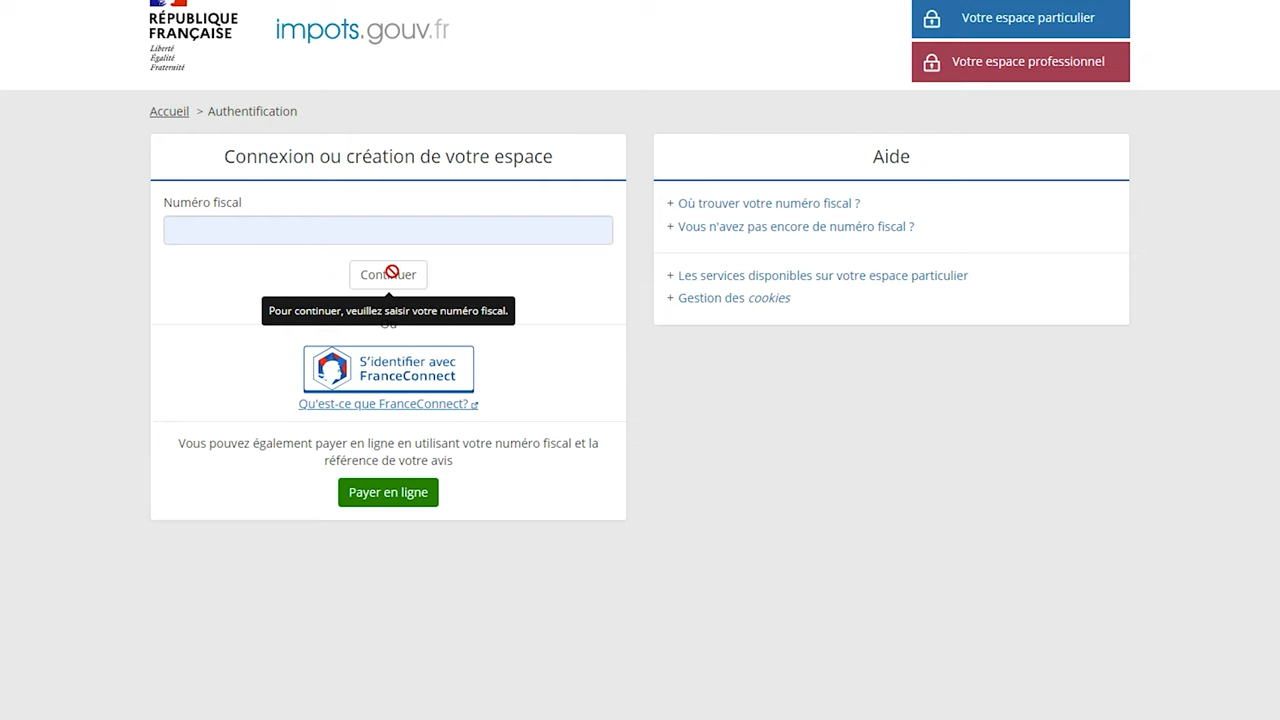 RÉPUBLIQUE
FRANÇAISE
Liberté
Égalité
Fraternité
impots.gouv.fr
Votre espace particulier
Votre espace professionnel
Accueil > Authentification
Connexion ou création de votre espace
Numéro fiscal
Continuer
Pour continuer, veuillez saisir votre numéro fiscal.
Ou
S'identifier avec
FranceConnect
Qu'est-ce que FranceConnect?
Vous pouvez également payer en ligne en utilisant votre numéro fiscal et la
référence de votre avis
Payer en ligne
Aide
+ Où trouver votre numéro fiscal ?
+ Vous n'avez pas encore de numéro fiscal ?
+ Les services disponibles sur votre espace particulier
+ Gestion des cookies